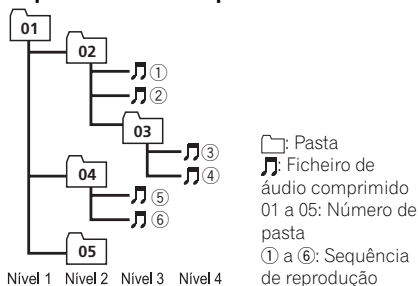 01
02
①
②
03
③
④
04
⑤
⑥
05
Nível 1 Nível 2 Nível 3 Nível 4
: Pasta
: Ficheiro de
áudio comprimido
01 a 05: Número de
pasta
① a ⑥: Sequência
de reprodução